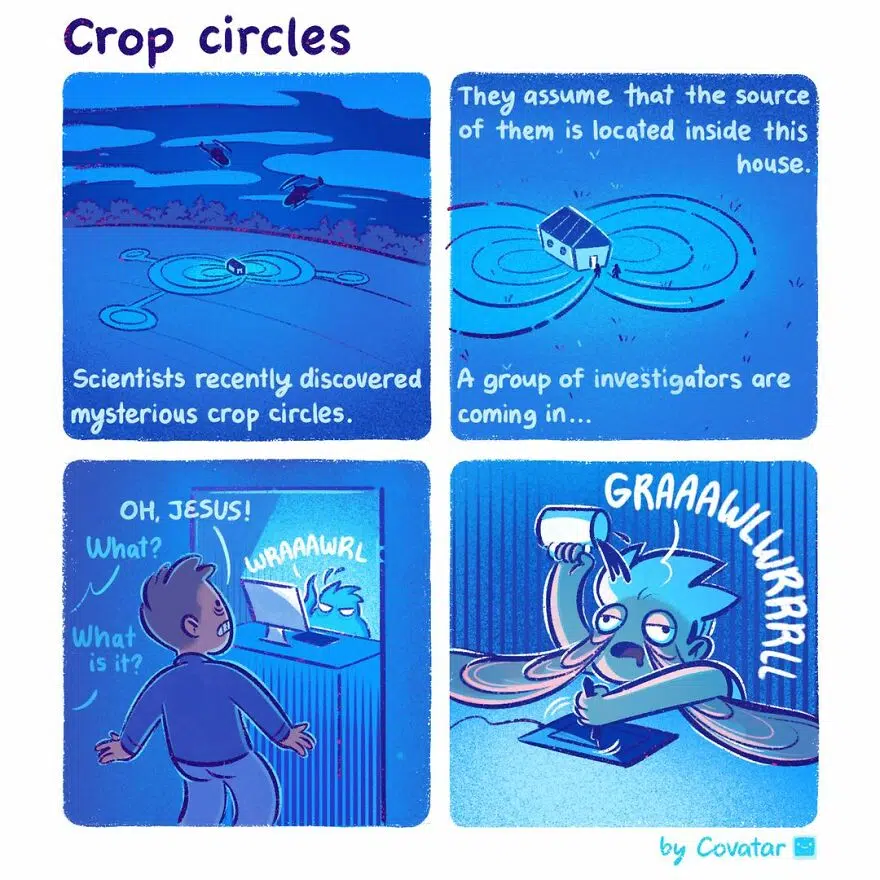 Crop circles
Scientists recently discovered
mysterious crop circles.
They assume that the source
of them is located inside this
house.
A group of investigators are
coming in...
OH, JESUS!
What?
WRAAAWRL
What
is it?
GRAAAWLWRRRLL
by Covatar